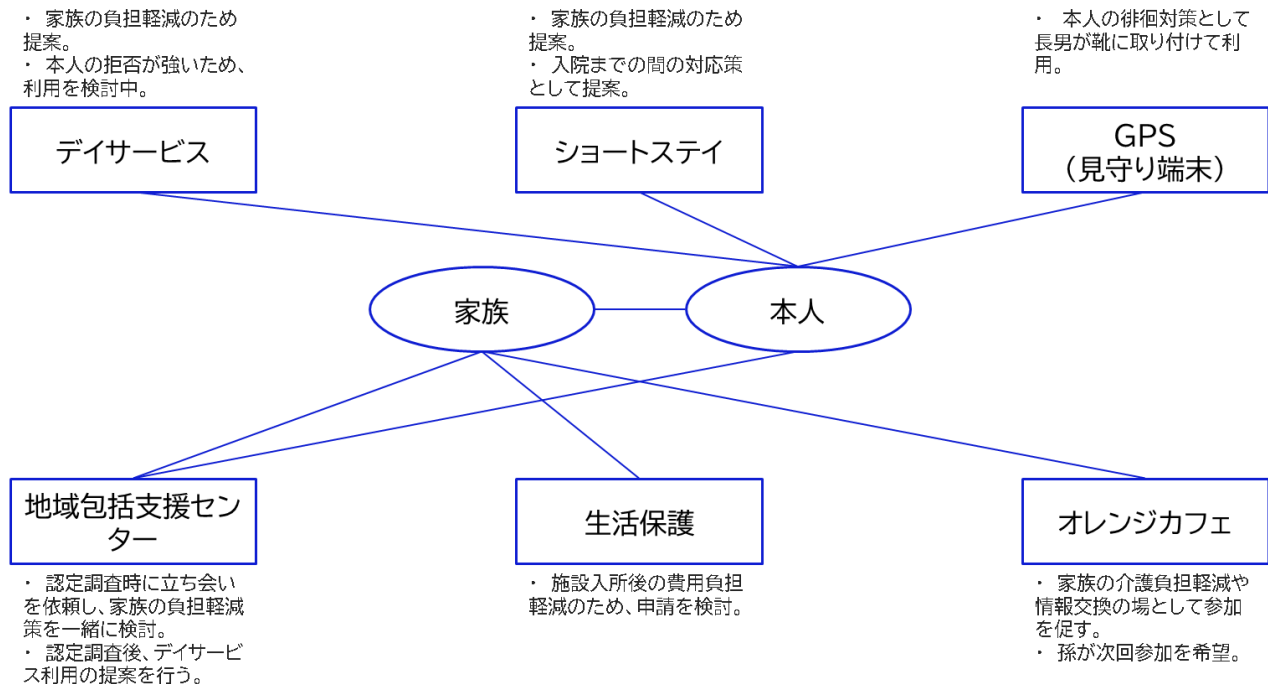 ・ 家族の負担軽減のため
提案。
・ 本人の拒否が強いため、
利用を検討中。
デイサービス
・ 家族の負担軽減のため
提案。
・ 入院までの間の対応策
として提案。
ショートステイ
・ 本人の徘徊対策として
長男が靴に取り付けて利
用。
GPS
（見守り端末）
家族
本人
地域包括支援セン
ター
・ 認定調査時に立ち会い
を依頼し、家族の負担軽減
策を一緒に検討。
・ 認定調査後、デイサービ
ス利用の提案を行う。
生活保護
・ 施設入所後の費用負担
軽減のため、申請を検討。
オレンジカフェ
・ 家族の介護負担軽減や
情報交換の場として参加
を促す。
・ 孫が次回参加を希望。